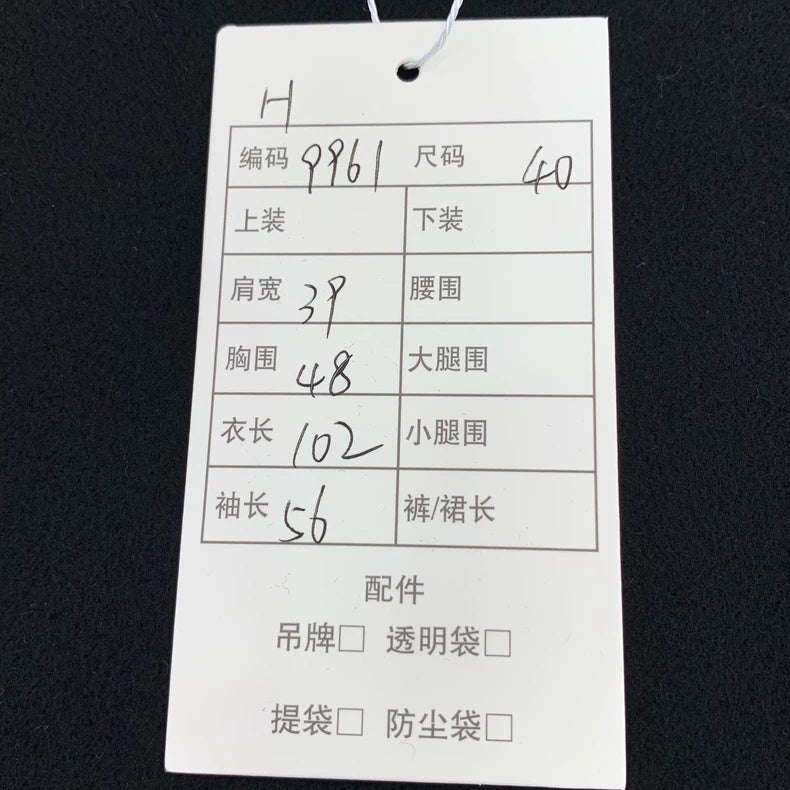 H
编码 9961 尺码 40
上装 下装
肩宽 39 腰围
胸围 48 大腿围
衣长 102 小腿围
袖长 56 裤/裙长
配件
吊牌□ 透明袋□
提袋□ 防尘袋□